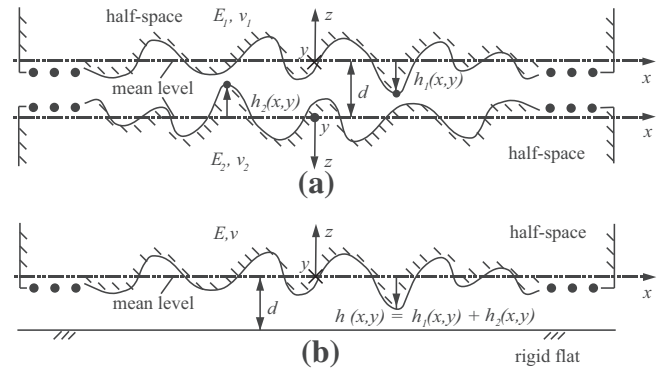 half-space
E₁, ν₁
z
y
mean level
d
h₁(x,y)
x
h₂(x,y)
y
x
E₂, ν₂
z
half-space
(a)
E,ν
z
half-space
y
x
mean level
d
h (x,y) = h₁(x,y) + h₂(x,y)
(b)
rigid flat